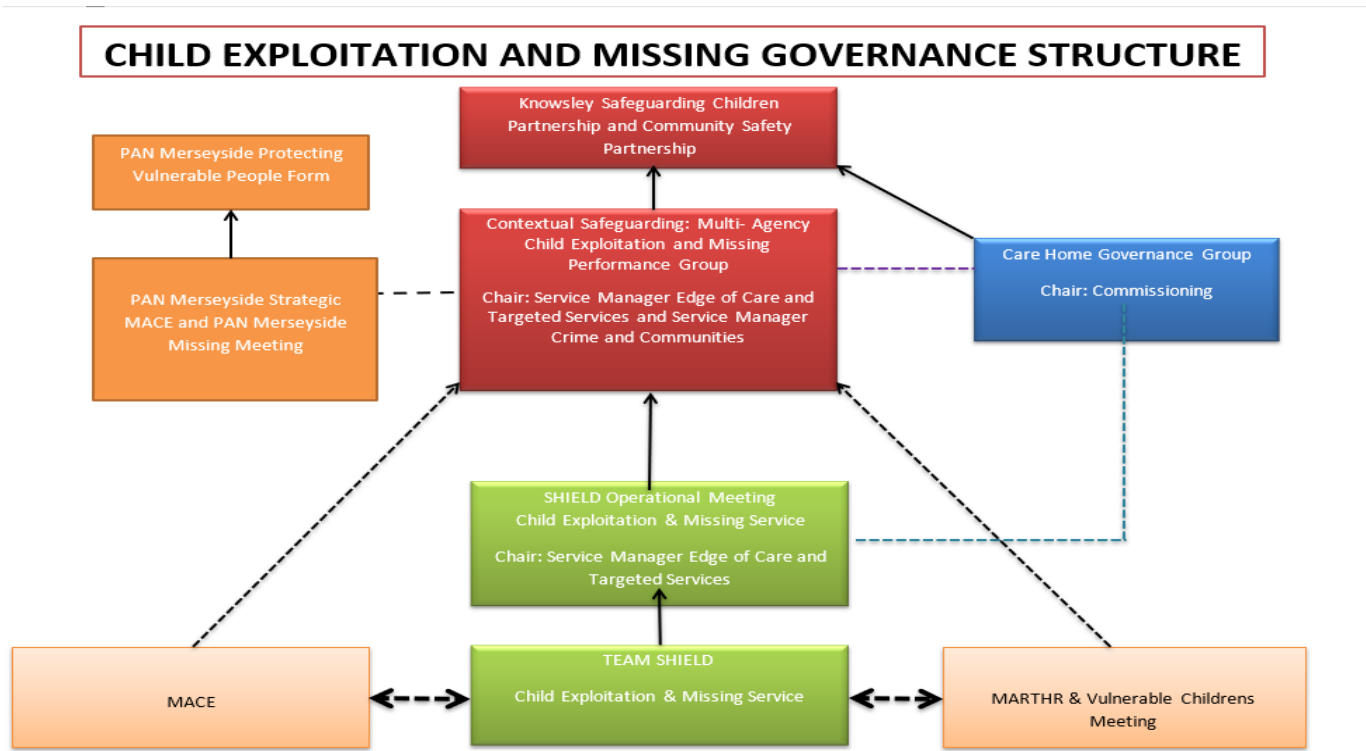 CHILD EXPLOITATION AND MISSING GOVERNANCE STRUCTURE
Knowsley Safeguarding Children
Partnership and Community Safety
Partnership
PAN Merseyside Protecting
Vulnerable People Form
Contextual Safeguarding: Multi- Agency
Child Exploitation and Missing
Performance Group
Chair: Service Manager Edge of Care and
Targeted Services and Service Manager
Crime and Communities
Care Home Governance Group
Chair: Commissioning
PAN Merseyside Strategic
MACE and PAN Merseyside
Missing Meeting
SHIELD Operational Meeting
Child Exploitation & Missing Service
Chair: Service Manager Edge of Care and
Targeted Services
MACE
TEAM SHIELD
Child Exploitation & Missing Service
MARTHR & Vulnerable Childrens
Meeting